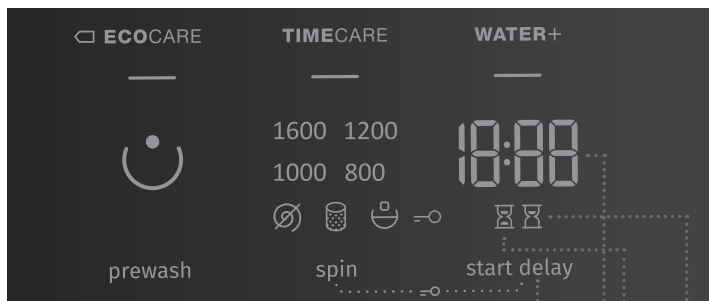 ECOCARE TIMECARE WATER+
1600 1200 18:88
1000 800
prewash spin start delay